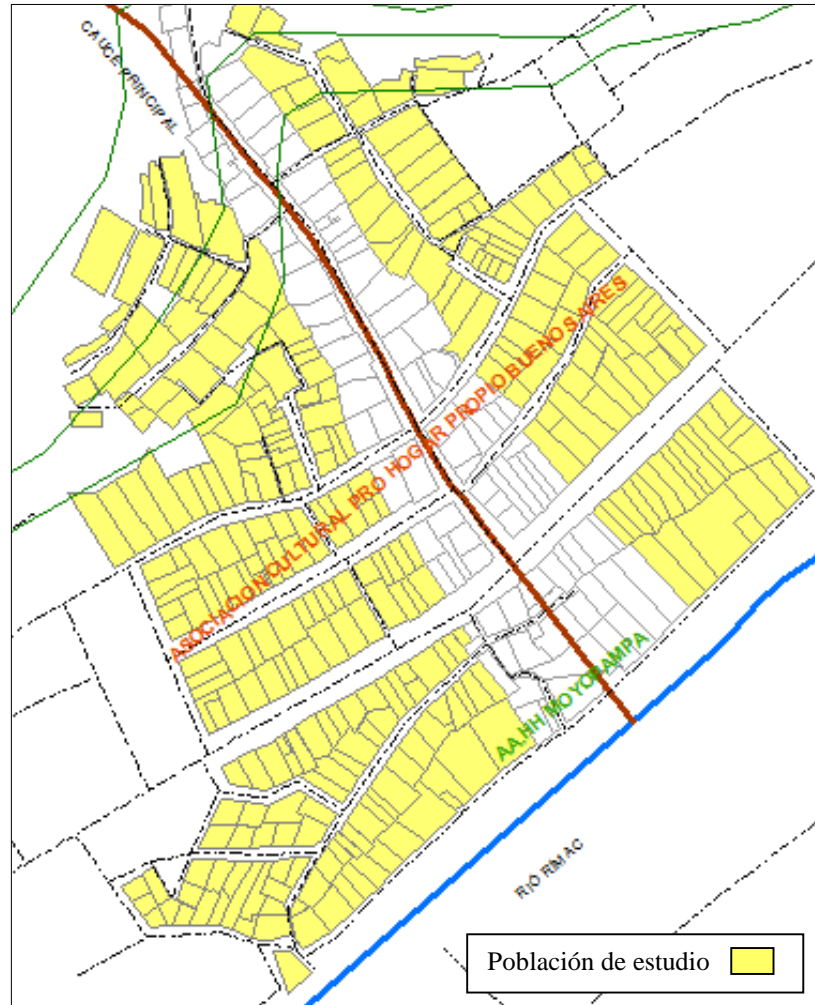 CAUCE PRINCIPAL
ASOCIACION CULTURAL PRO HOGAR PROPIO BUENOS AIRES
AA.HH MOYOPAMPA
RIO RIMAC
Población de estudio